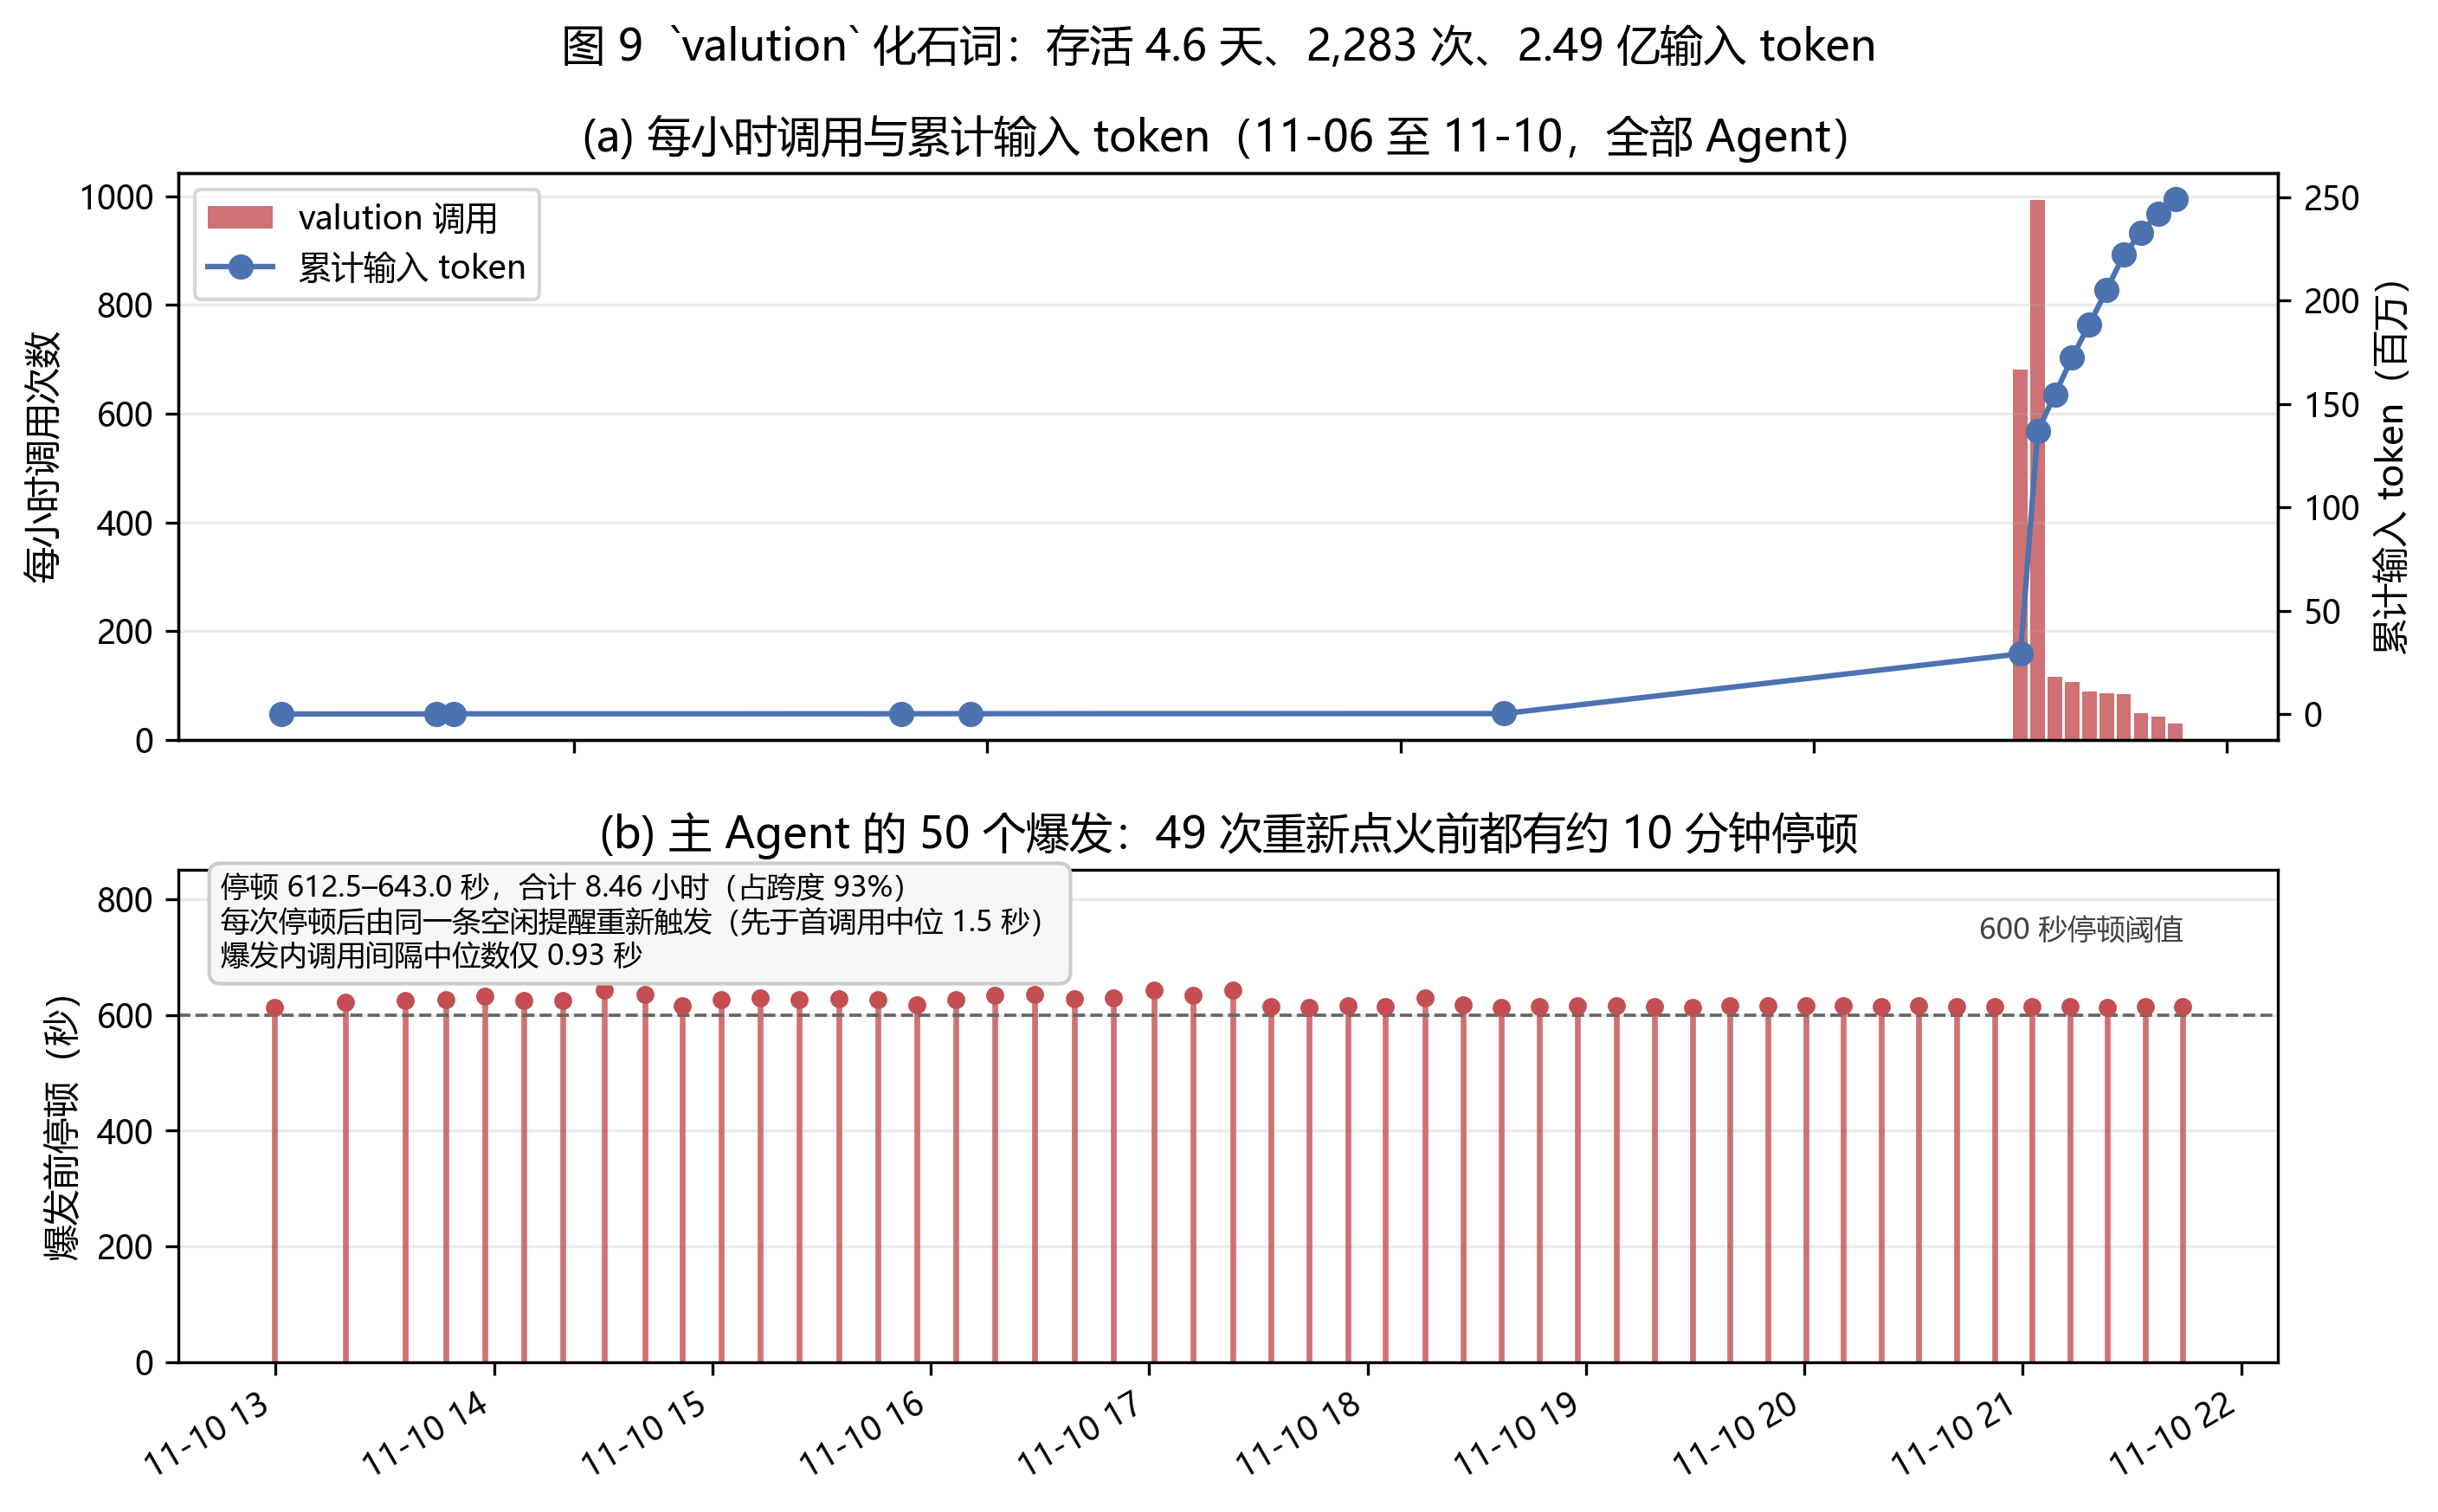 图 9  `valution` 化石词：存活 4.6 天、2,283 次、2.49 亿输入 token
(a) 每小时调用与累计输入 token（11-06 至 11-10，全部 Agent）
valution 调用
累计输入 token
每小时调用次数
1000
800
600
400
200
0
250
200
150
100
50
0
累计输入 token（百万）
(b) 主 Agent 的 50 个爆发：49 次重新点火前都有约 10 分钟停顿
停顿 612.5–643.0 秒，合计 8.46 小时（占跨度 93%）
每次停顿后由同一条空闲提醒重新触发（先于首调用中位 1.5 秒）
爆发内调用间隔中位数仅 0.93 秒
600 秒停顿阈值
爆发前停顿（秒）
800
600
400
200
0
11-10 13
11-10 14
11-10 15
11-10 16
11-10 17
11-10 18
11-10 19
11-10 20
11-10 21
11-10 22